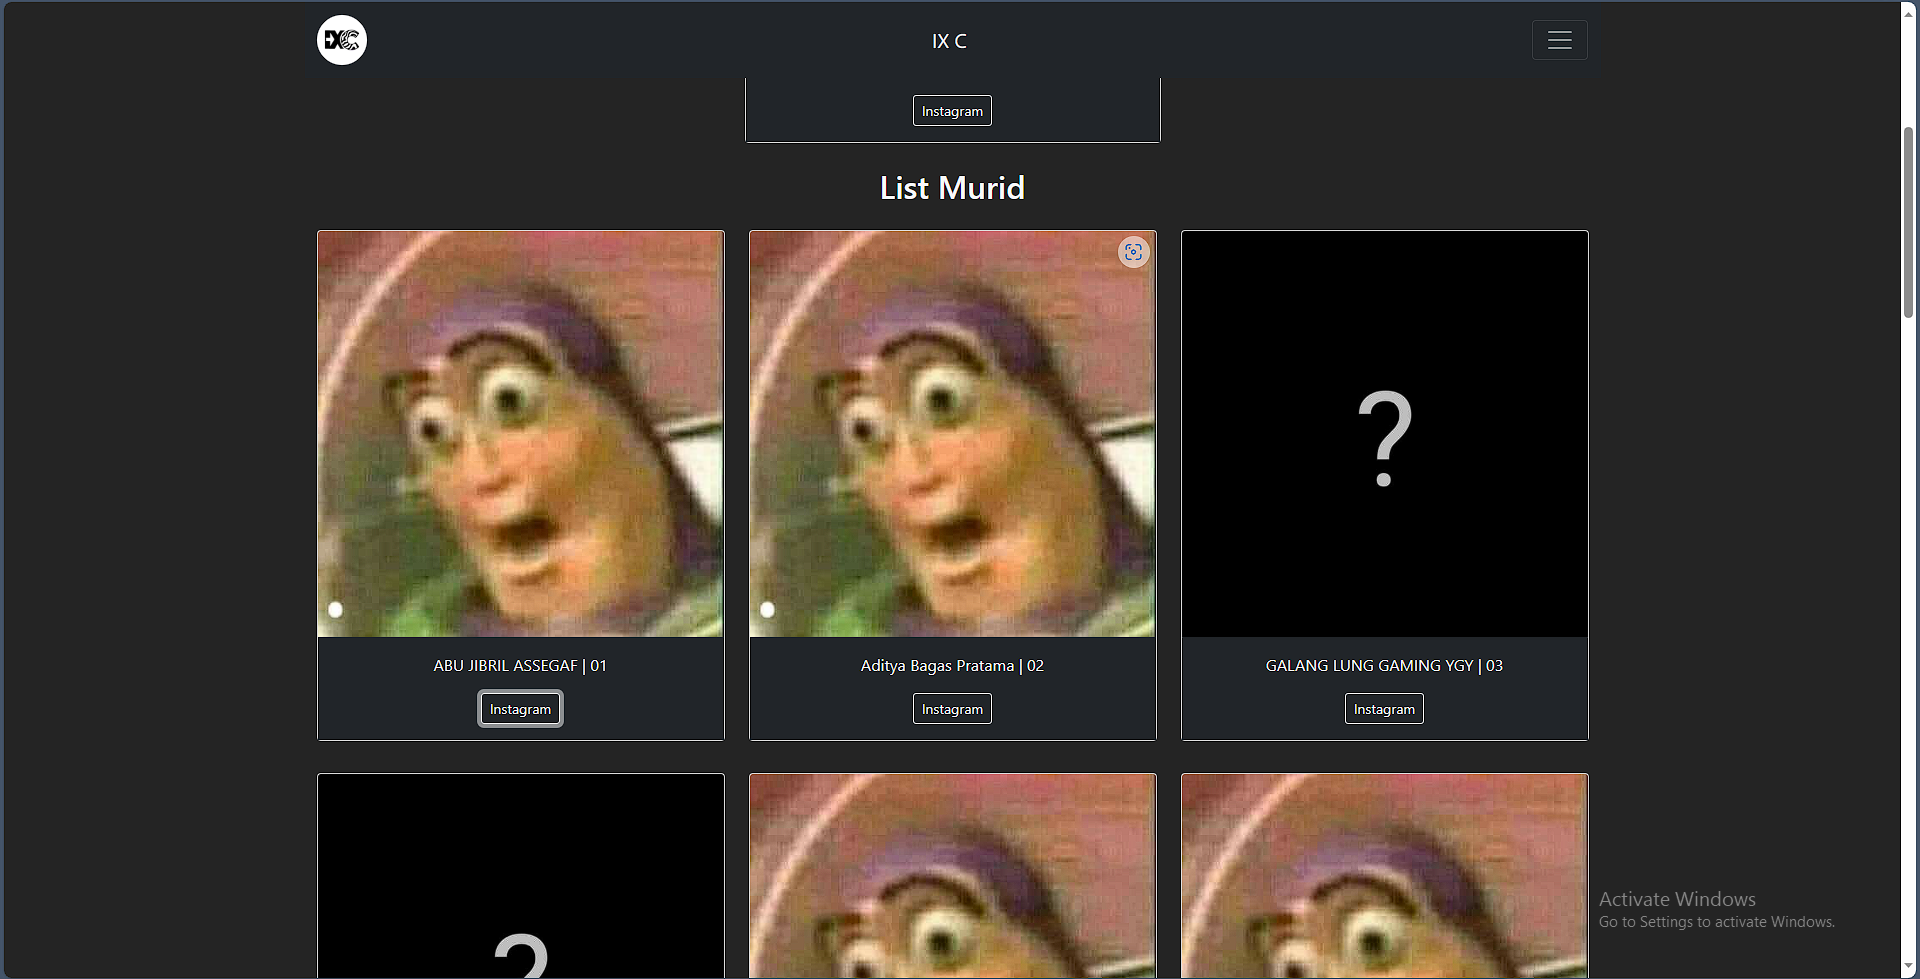 IXC
IX C
Instagram
List Murid
ABU JIBRIL ASSEGAF | 01
Instagram
Aditya Bagas Pratama | 02
Instagram
?
GALANG LUNG GAMING YGY | 03
Instagram
?
Activate Windows
Go to Settings to activate Windows.